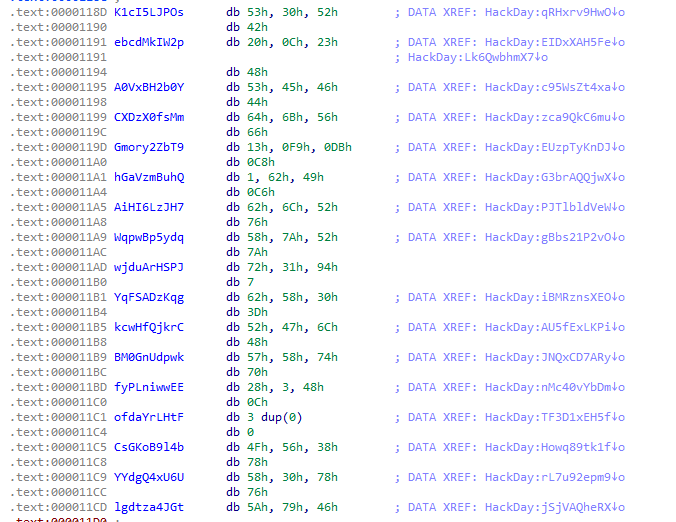 .text:0000118D K1cI5LJPOs db 53h, 30h, 52h ; DATA XREF: HackDay:qRHxrv9HwO↓o
.text:00001190 db 42h
.text:00001191 ebcdMkIW2p db 20h, 0Ch, 23h ; DATA XREF: HackDay:EIDxXAH5Fe↓o
.text:00001191 ; HackDay:Lk6QwbhmX7↓o
.text:00001194 db 48h
.text:00001195 A0VxBH2b0Y db 53h, 45h, 46h ; DATA XREF: HackDay:c95WsZt4xa↓o
.text:00001198 db 44h
.text:00001199 CXDzX0fsMm db 64h, 6Bh, 56h ; DATA XREF: HackDay:zca9QkC6mu↓o
.text:0000119C db 66h
.text:0000119D Gmory2ZbT9 db 13h, 0F9h, 0DBh ; DATA XREF: HackDay:EUzpTyKnDJ↓o
.text:000011A0 db 0C8h
.text:000011A1 hGaVzmBuhQ db 1, 62h, 49h ; DATA XREF: HackDay:G3brAQQjwX↓o
.text:000011A4 db 0C6h
.text:000011A5 AiHI6LzJH7 db 62h, 6Ch, 52h ; DATA XREF: HackDay:PJTlbldVeW↓o
.text:000011A8 db 76h
.text:000011A9 WqpwBp5ydq db 58h, 7Ah, 52h ; DATA XREF: HackDay:gBbs21P2vO↓o
.text:000011AC db 7Ah
.text:000011AD wjduArHSPJ db 72h, 31h, 94h
.text:000011B0 db 7
.text:000011B1 YqFSADzKqg db 62h, 58h, 30h ; DATA XREF: HackDay:iBMRznsXEO↓o
.text:000011B4 db 3Dh
.text:000011B5 kcwHfQjkrC db 52h, 47h, 6Ch ; DATA XREF: HackDay:AU5fExLKPi↓o
.text:000011B8 db 48h
.text:000011B9 BM0GnUdpwk db 57h, 58h, 74h ; DATA XREF: HackDay:JNQxCD7ARy↓o
.text:000011BC db 70h
.text:000011BD fyPLniwwEE db 28h, 3, 48h ; DATA XREF: HackDay:nMc40vYbDm↓o
.text:000011C0 db 0Ch
.text:000011C1 ofdaYrLHtF db 3 dup(0) ; DATA XREF: HackDay:TF3D1xEH5f↓o
.text:000011C4 db 0
.text:000011C5 CsGKoB9l4b db 4Fh, 56h, 38h ; DATA XREF: HackDay:Howq89tk1f↓o
.text:000011C8 db 78h
.text:000011C9 YYdgQ4xU6U db 58h, 30h, 78h ; DATA XREF: HackDay:rL7u92epm9↓o
.text:000011CC db 76h
.text:000011CD lgdtza4JGt db 5Ah, 79h, 46h ; DATA XREF: HackDay:jSjVAQheRX↓o